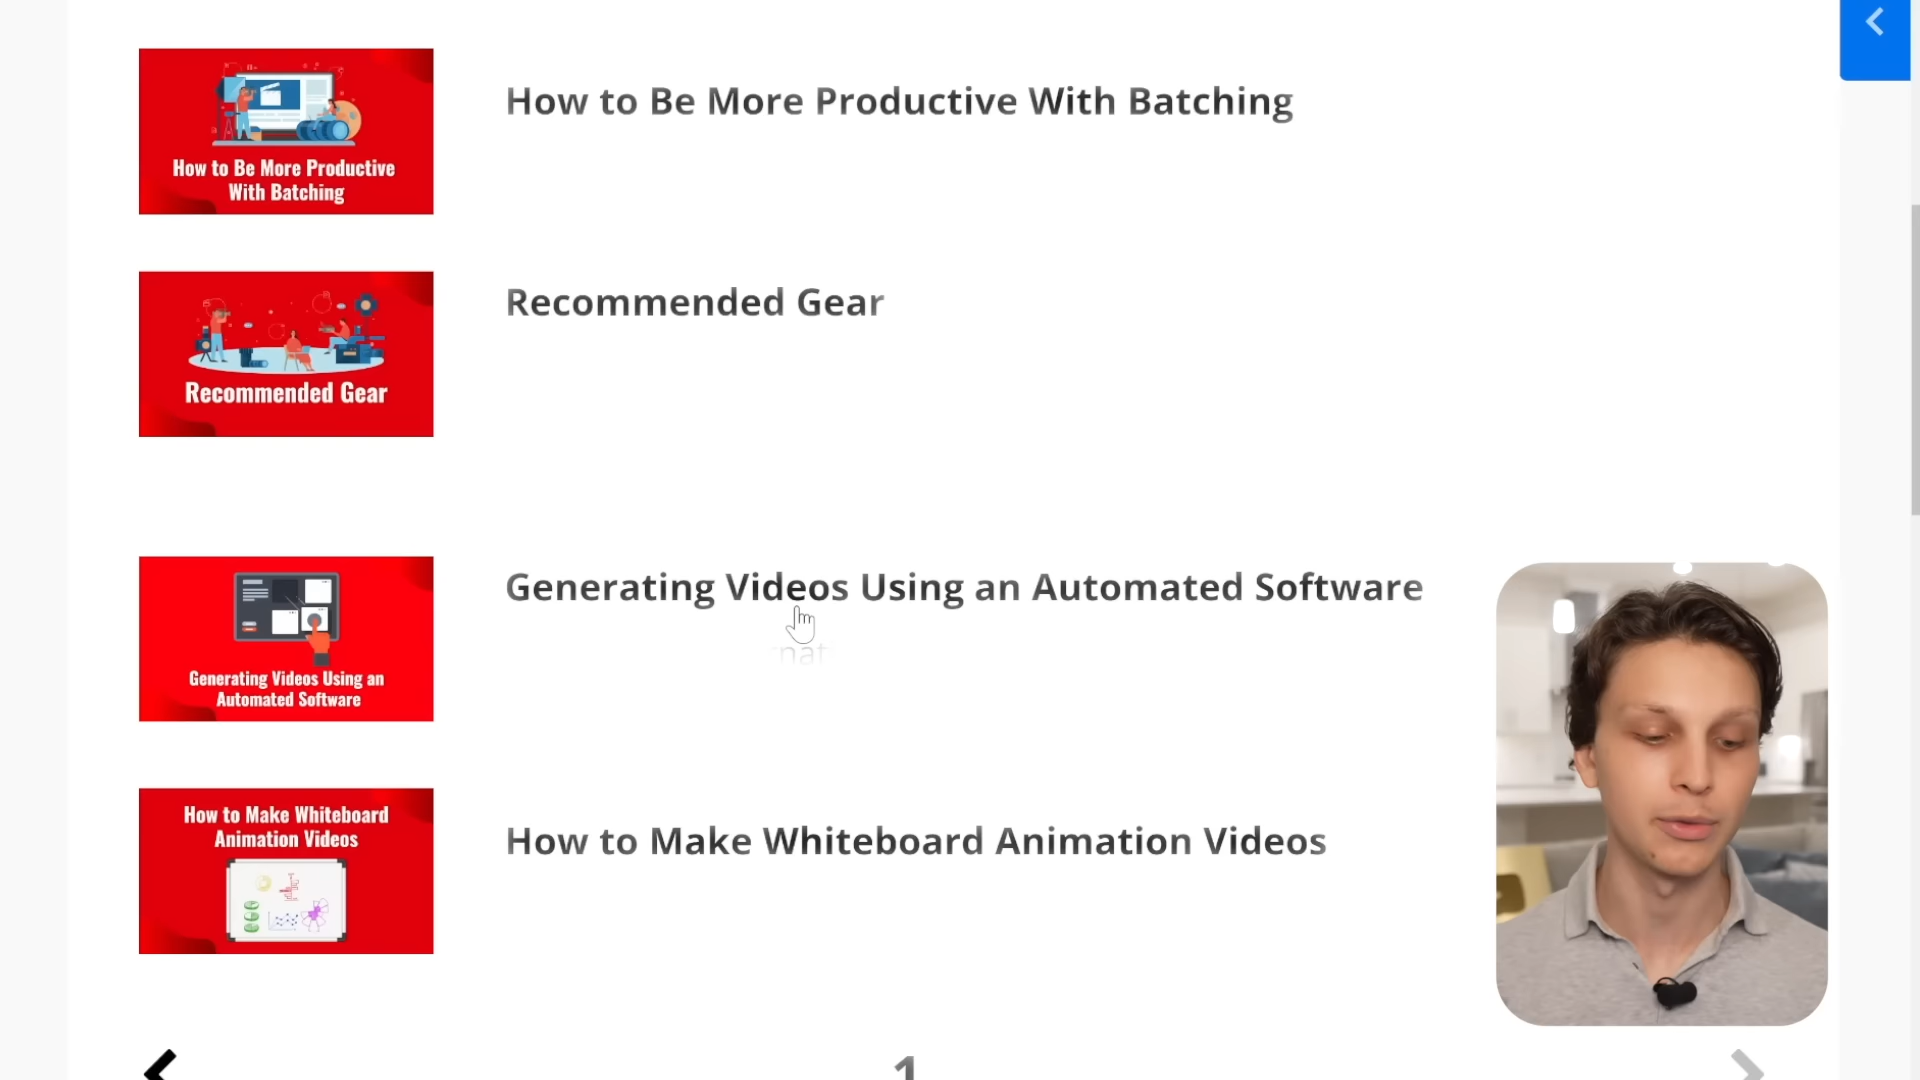 How to Be More Productive
With Batching
How to Be More Productive With Batching
Recommended Gear
Recommended Gear
Generating Videos Using an
Automated Software
Generating Videos Using an Automated Software
How to Make Whiteboard
Animation Videos
How to Make Whiteboard Animation Videos
1